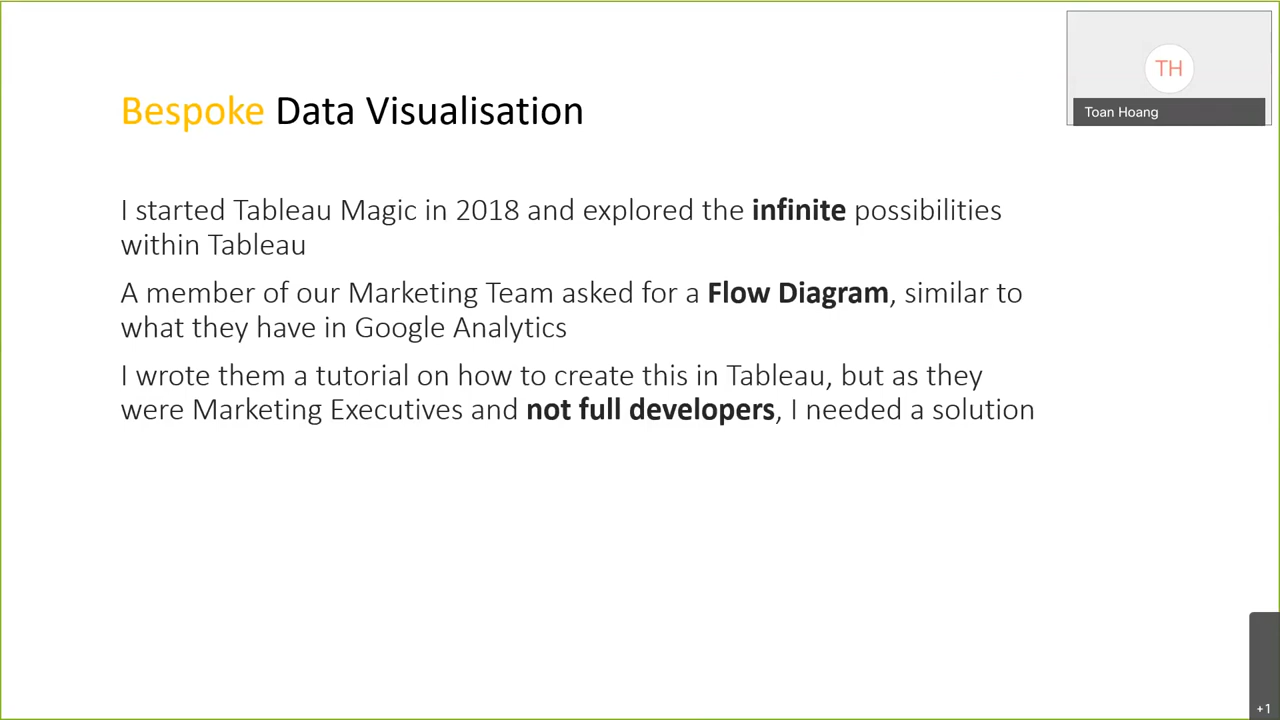 TH
Toan Hoang
Bespoke Data Visualisation
I started Tableau Magic in 2018 and explored the infinite possibilities
within Tableau
A member of our Marketing Team asked for a Flow Diagram, similar to
what they have in Google Analytics
I wrote them a tutorial on how to create this in Tableau, but as they
were Marketing Executives and not full developers, I needed a solution
+1